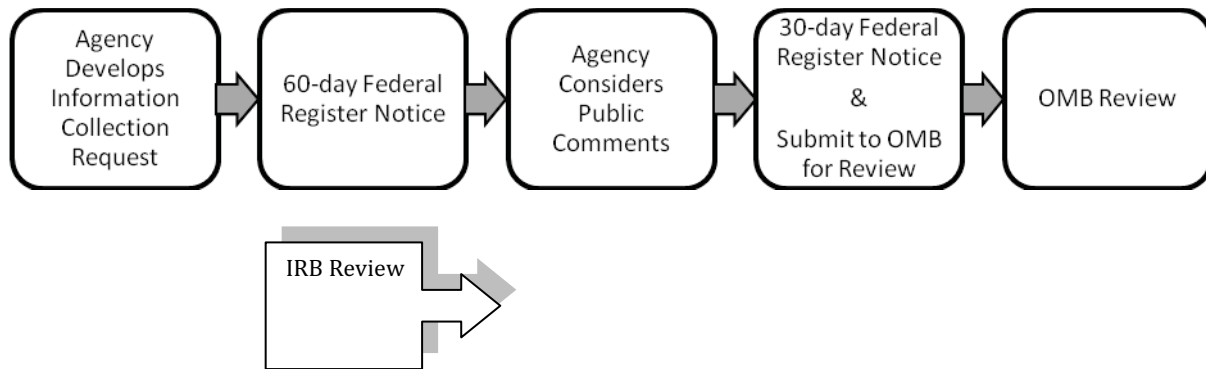 Agency
Develops
Information
Collection
Request
60-day Federal
Register Notice
Agency
Considers
Public
Comments
30-day Federal
Register Notice
&
Submit to OMB
for Review
OMB Review
IRB Review